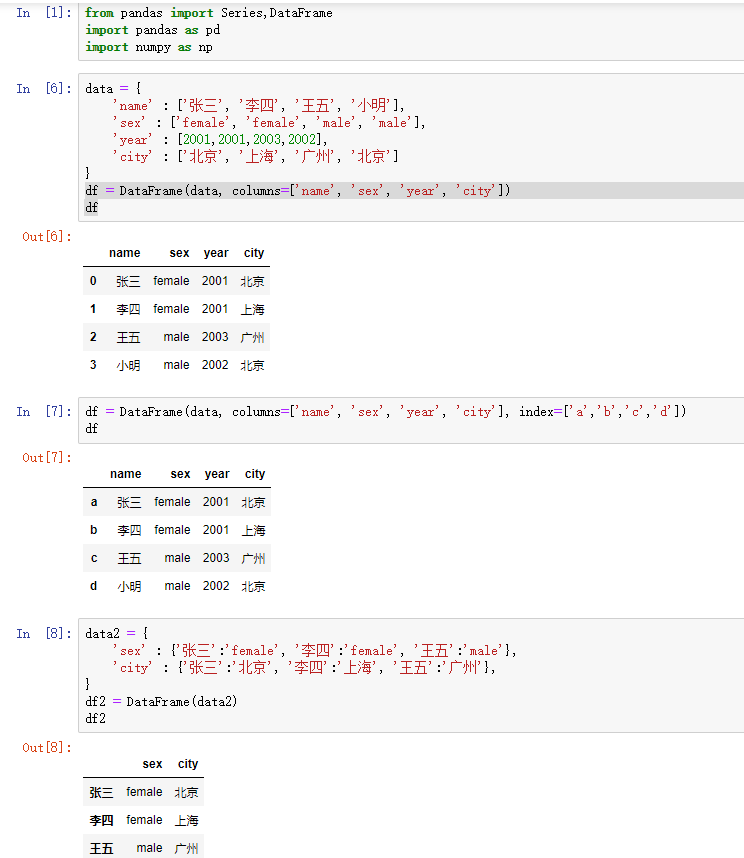 In [1]: from pandas import Series,DataFrame
import pandas as pd
import numpy as np
In [6]: data = {
'name' : ['张三', '李四', '王五', '小明'],
'sex' : ['female', 'female', 'male', 'male'],
'year' : [2001,2001,2003,2002],
'city' : ['北京', '上海', '广州', '北京']
}
df = DataFrame(data, columns=['name', 'sex', 'year', 'city'])
df
Out[6]:
name sex year city
0 张三 female 2001 北京
1 李四 female 2001 上海
2 王五 male 2003 广州
3 小明 male 2002 北京
In [7]: df = DataFrame(data, columns=['name', 'sex', 'year', 'city'], index=['a','b','c','d'])
df
Out[7]:
name sex year city
a 张三 female 2001 北京
b 李四 female 2001 上海
c 王五 male 2003 广州
d 小明 male 2002 北京
In [8]: data2 = {
'sex' : {'张三':'female', '李四':'female', '王五':'male'},
'city' : {'张三':'北京', '李四':'上海', '王五':'广州'},
}
df2 = DataFrame(data2)
df2
Out[8]:
sex city
张三 female 北京
李四 female 上海
王五 male 广州